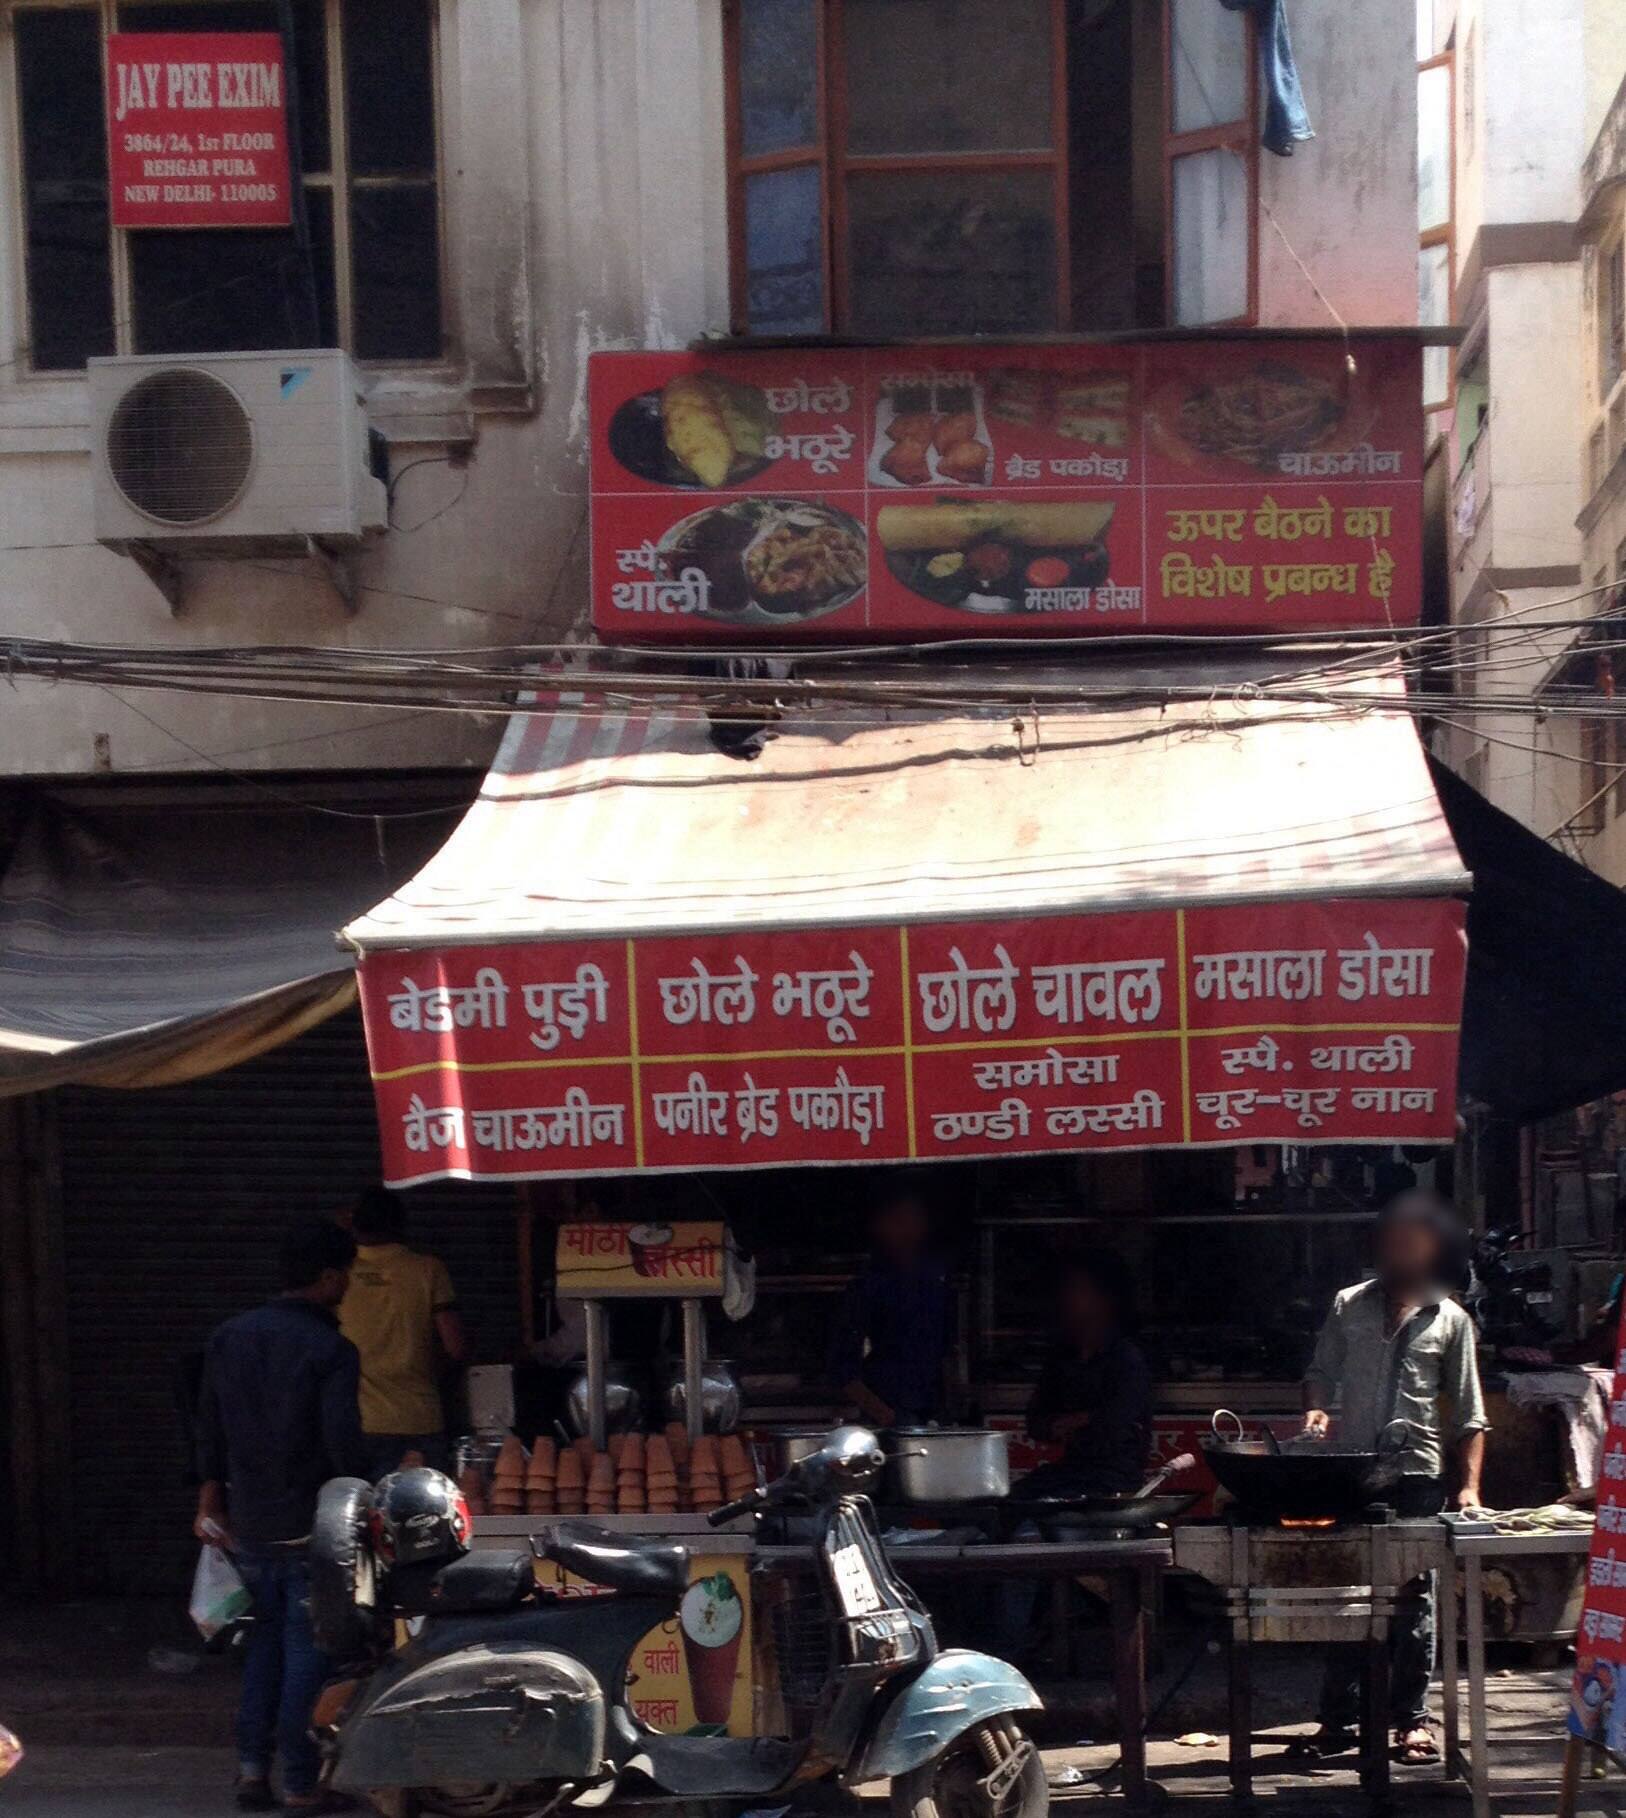 JAY PEE EXIM
3864/24, 1ST FLOOR
REHGAR PURA
NEW DELHI- 110005
छोले
भठूरे
समोसा
ब्रेड पकौडा़
चाऊमीन
स्पै.
थाली
मसाला डोसा
ऊपर बैठने का
विशेष प्रबन्ध है
बेडमी पुड़ी
छोले भठूरे
छोले चावल
मसाला डोसा
वैज चाऊमीन
पनीर ब्रेड पकौड़ा
समोसा
ठण्डी लस्सी
स्पै. थाली
चूर-चूर नान
मीठी लस्सी
वाली